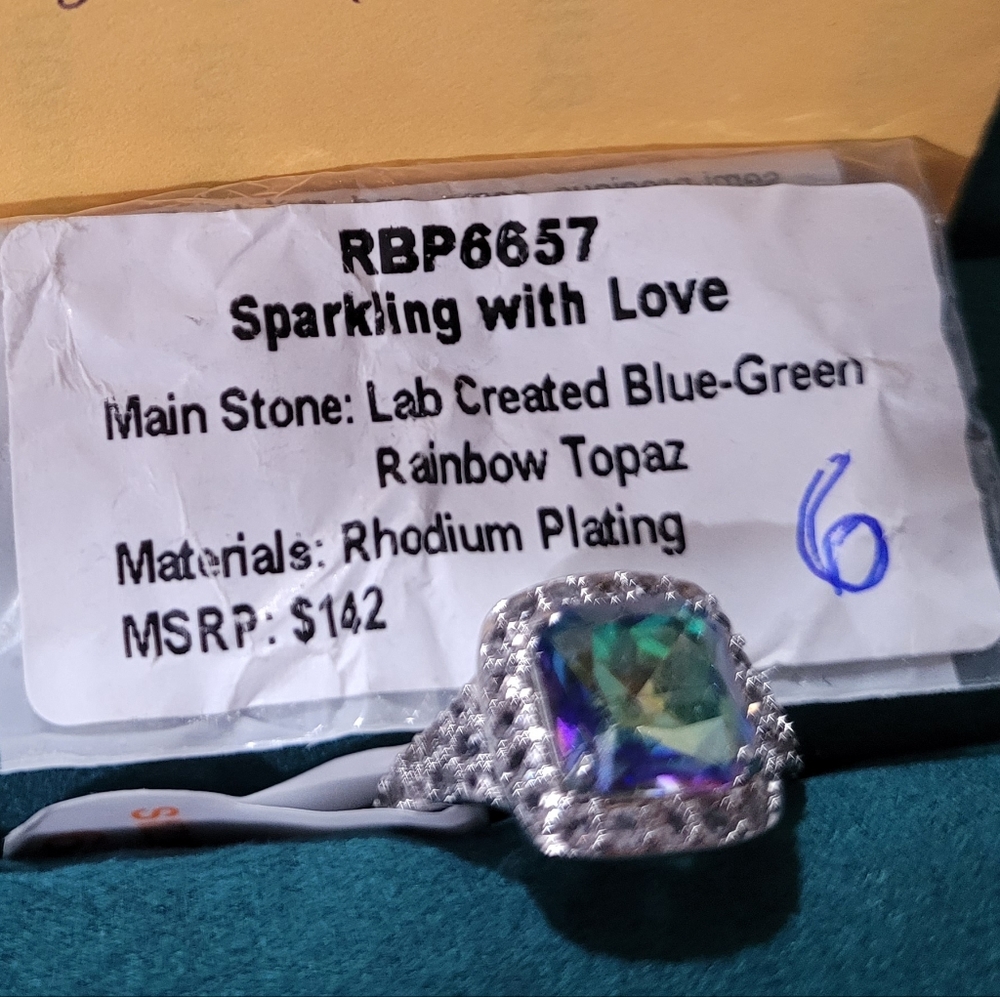 RBP6657
Sparkling with Love
Main Stone: Lab Created Blue-Green
Rainbow Topaz
Materials: Rhodium Plating
MSRP: $142
6